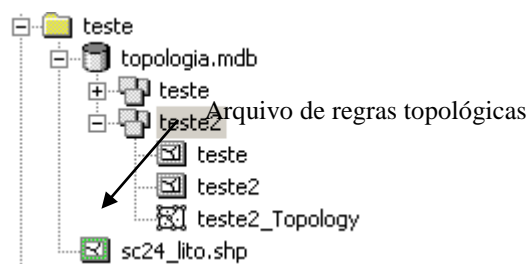 teste
topologia.mdb
teste
teste2
Arquivo de regras topológicas
teste
teste2
teste2_Topology
sc24_lito.shp